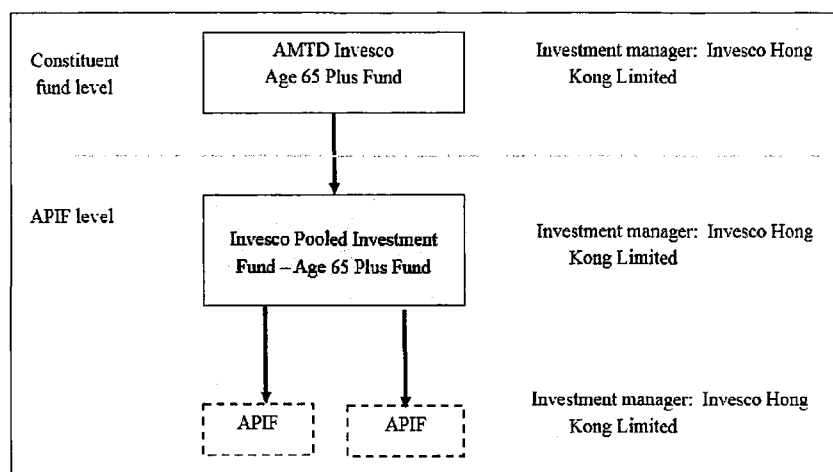 Constituent
fund level
AMTD Invesco
Age 65 Plus Fund
Investment manager: Invesco Hong
Kong Limited
APIF level
Invesco Pooled Investment
Fund – Age 65 Plus Fund
Investment manager: Invesco Hong
Kong Limited
APIF
APIF
Investment manager: Invesco Hong
Kong Limited